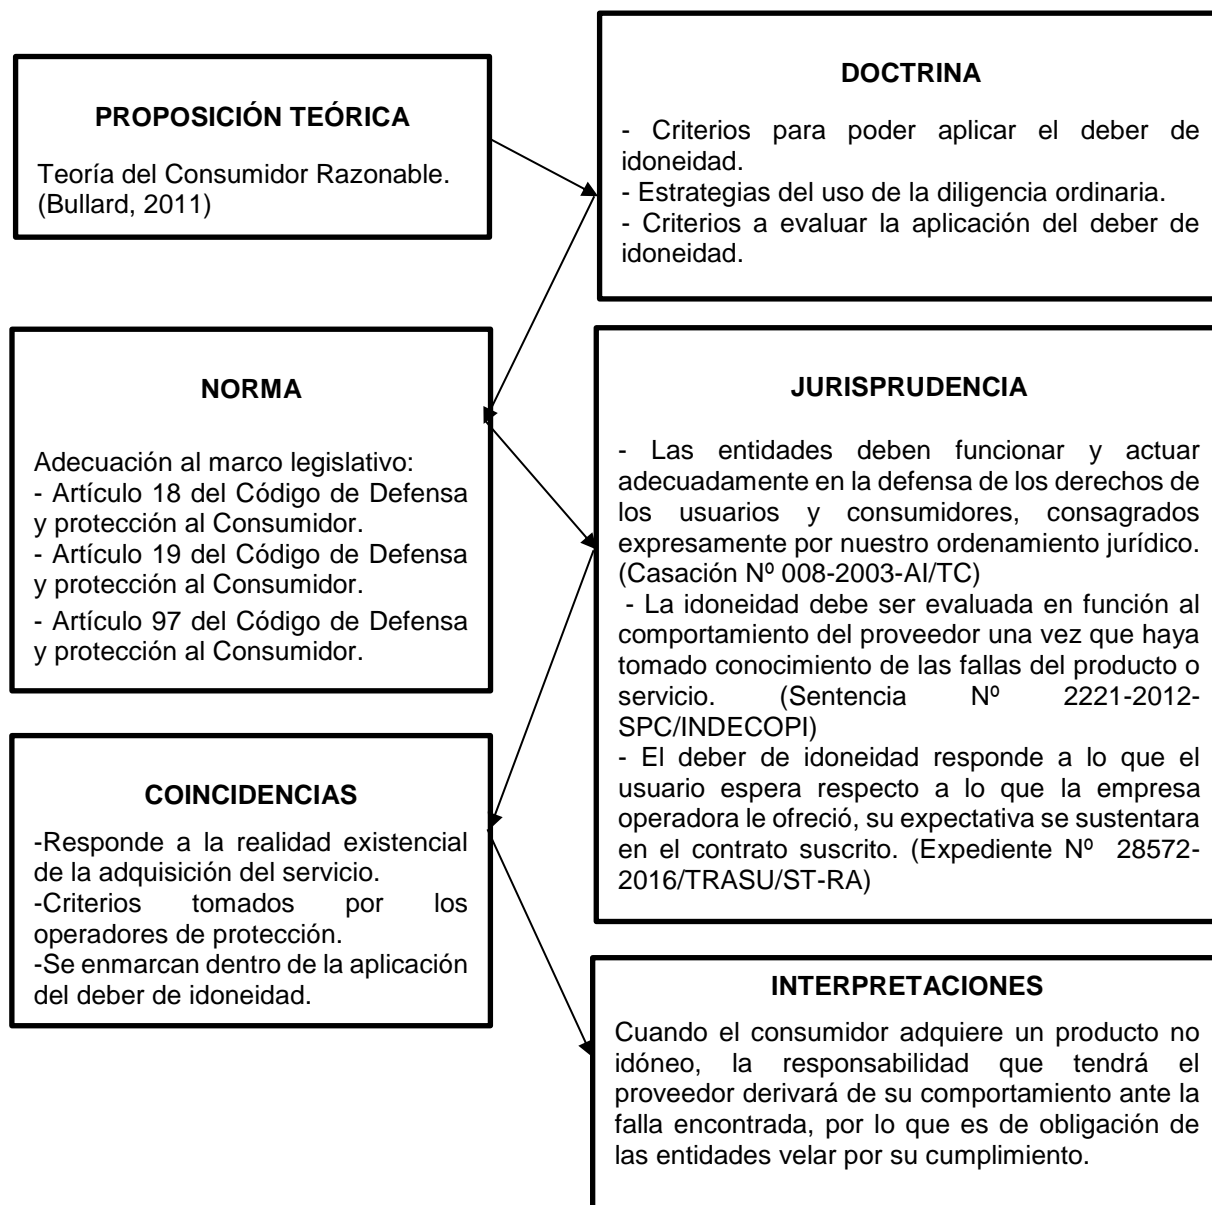 PROPOSICIÓN TEÓRICA
Teoría del Consumidor Razonable.
(Bullard, 2011)
DOCTRINA
- Criterios para poder aplicar el deber de
idoneidad.
- Estrategias del uso de la diligencia ordinaria.
- Criterios a evaluar la aplicación del deber de
idoneidad.
NORMA
Adecuación al marco legislativo:
- Artículo 18 del Código de Defensa
y protección al Consumidor.
- Artículo 19 del Código de Defensa
y protección al Consumidor.
- Artículo 97 del Código de Defensa
y protección al Consumidor.
JURISPRUDENCIA
- Las entidades deben funcionar y actuar
adecuadamente en la defensa de los derechos de
los usuarios y consumidores, consagrados
expresamente por nuestro ordenamiento jurídico.
(Casación Nº 008-2003-AI/TC)
- La idoneidad debe ser evaluada en función al
comportamiento del proveedor una vez que haya
tomado conocimiento de las fallas del producto o
servicio. (Sentencia Nº 2221-2012-
SPC/INDECOPI)
- El deber de idoneidad responde a lo que el
usuario espera respecto a lo que la empresa
operadora le ofreció, su expectativa se sustentara
en el contrato suscrito. (Expediente Nº 28572-
2016/TRASU/ST-RA)
COINCIDENCIAS
-Responde a la realidad existencial
de la adquisición del servicio.
-Criterios tomados por los
operadores de protección.
-Se enmarcan dentro de la aplicación
del deber de idoneidad.
INTERPRETACIONES
Cuando el consumidor adquiere un producto no
idóneo, la responsabilidad que tendrá el
proveedor derivará de su comportamiento ante la
falla encontrada, por lo que es de obligación de
las entidades velar por su cumplimiento.